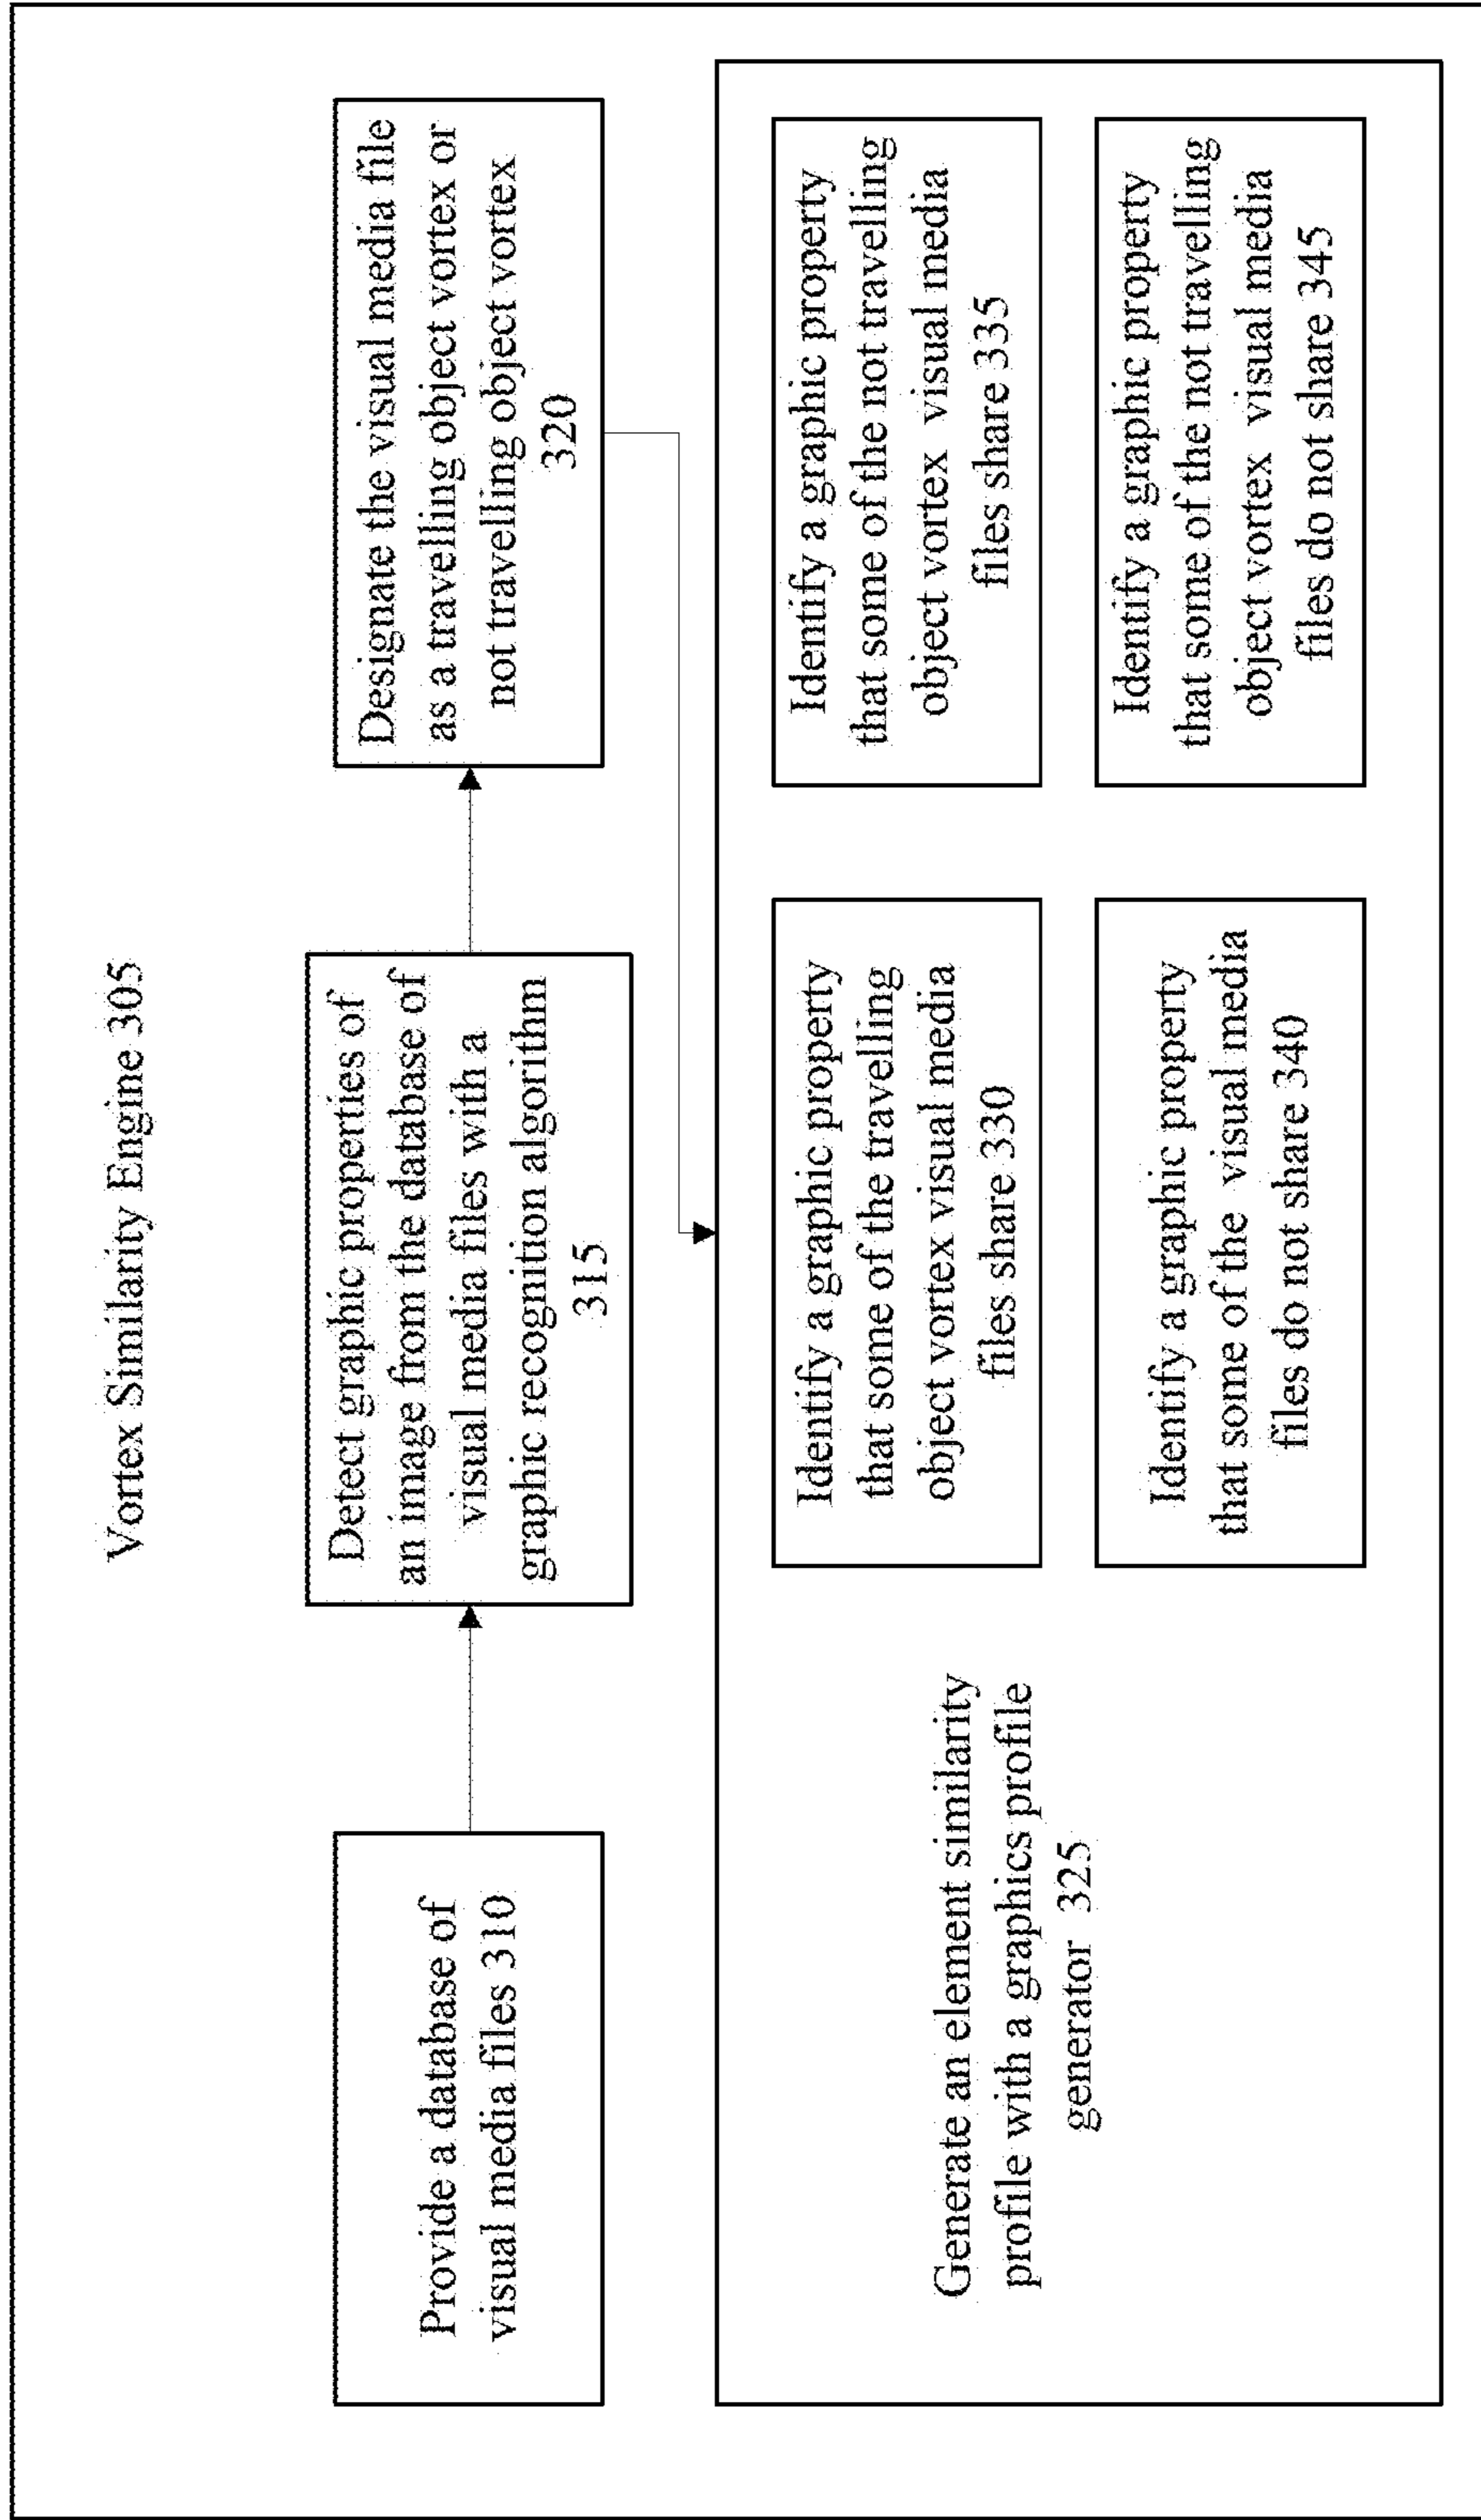 Vortex Similarity Engine 305
Provide a database of
visual media files 310
Detect graphic properties of
an image from the database of
visual media files with a
graphic recognition algorithm
315
Designate the visual media file
as a travelling object vortex or
not travelling object vortex
320
Generate an element similarity
profile with a graphics profile
generator 325
Identify a graphic property
that some of the travelling
object vortex visual media
files share 330
Identify a graphic property
that some of the not travelling
object vortex visual media
files share 335
Identify a graphic property
that some of the visual media
files do not share 340
Identify a graphic property
that some of the not travelling
object vortex visual media
files do not share 345